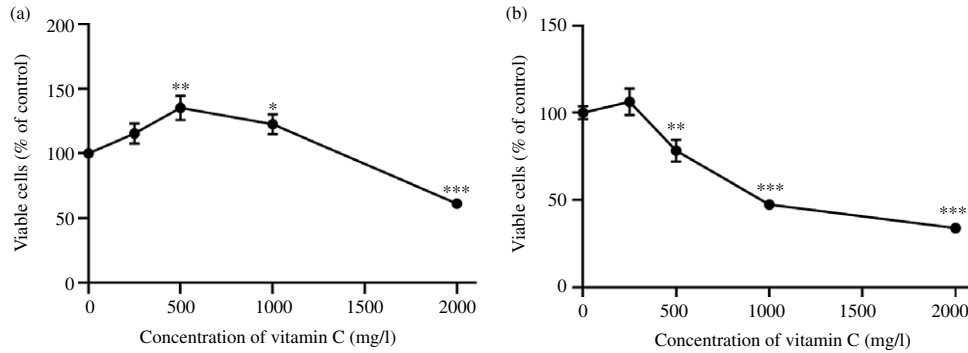 (a)
200
150
100
50
0
Viable cells (% of control)
**
*
***
0 500 1000 1500 2000
Concentration of vitamin C (mg/l)
(b)
150
100
50
0
Viable cells (% of control)
**
***
***
0 500 1000 1500 2000
Concentration of vitamin C (mg/l)